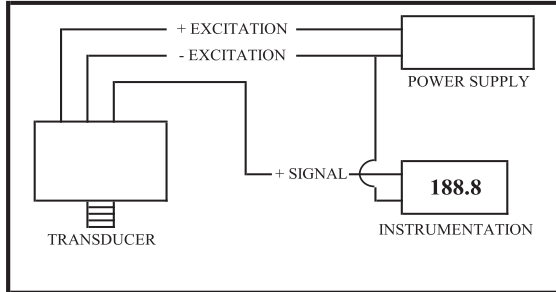 + EXCITATION
- EXCITATION
POWER SUPPLY
+ SIGNAL
188.8
TRANSDUCER
INSTRUMENTATION